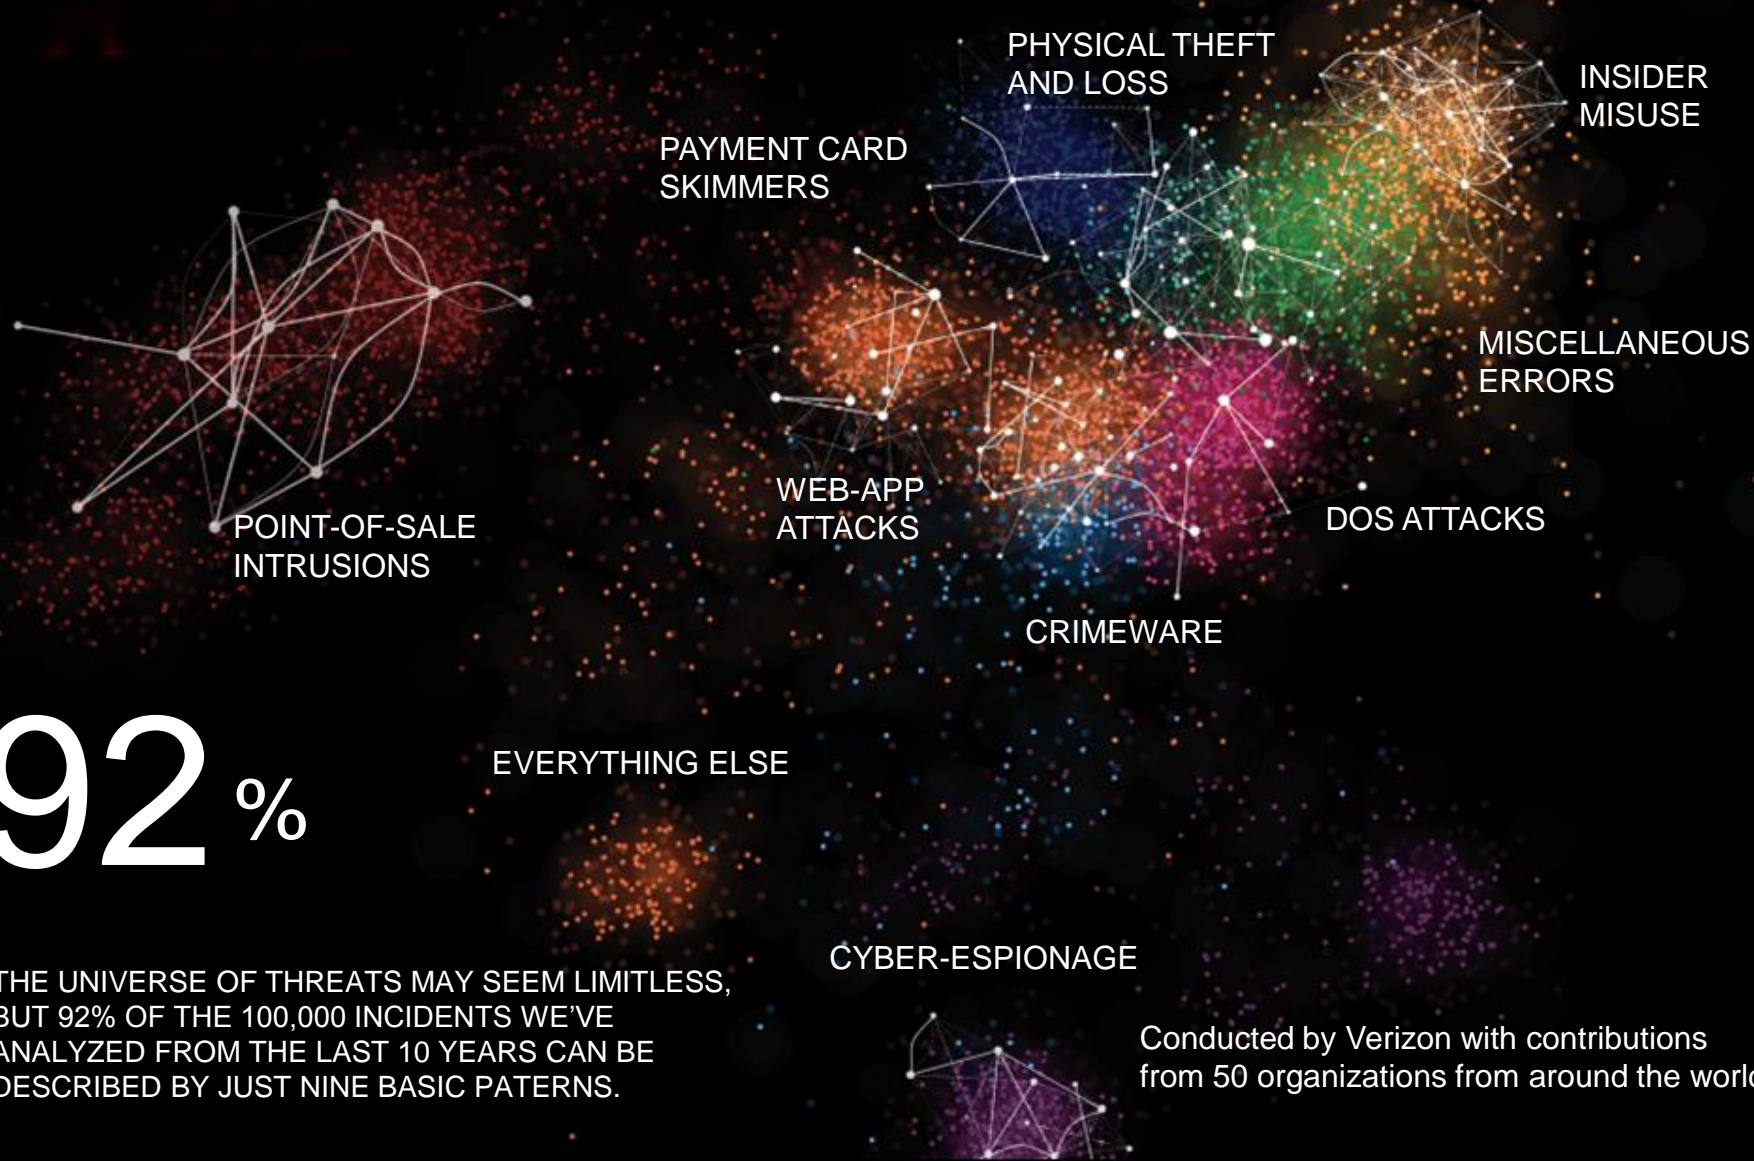 PHYSICAL THEFT
AND LOSS
INSIDER
MISUSE
PAYMENT CARD
SKIMMERS
MISCELLANEOUS
ERRORS
WEB-APP
ATTACKS
POINT-OF-SALE
INTRUSIONS
DOS ATTACKS
CRIMEWARE
92 %
EVERYTHING ELSE
CYBER-ESPIONAGE
THE UNIVERSE OF THREATS MAY SEEM LIMITLESS,
BUT 92% OF THE 100,000 INCIDENTS WE'VE
ANALYZED FROM THE LAST 10 YEARS CAN BE
DESCRIBED BY JUST NINE BASIC PATERNS.
Conducted by Verizon with contributions
from 50 organizations from around the world